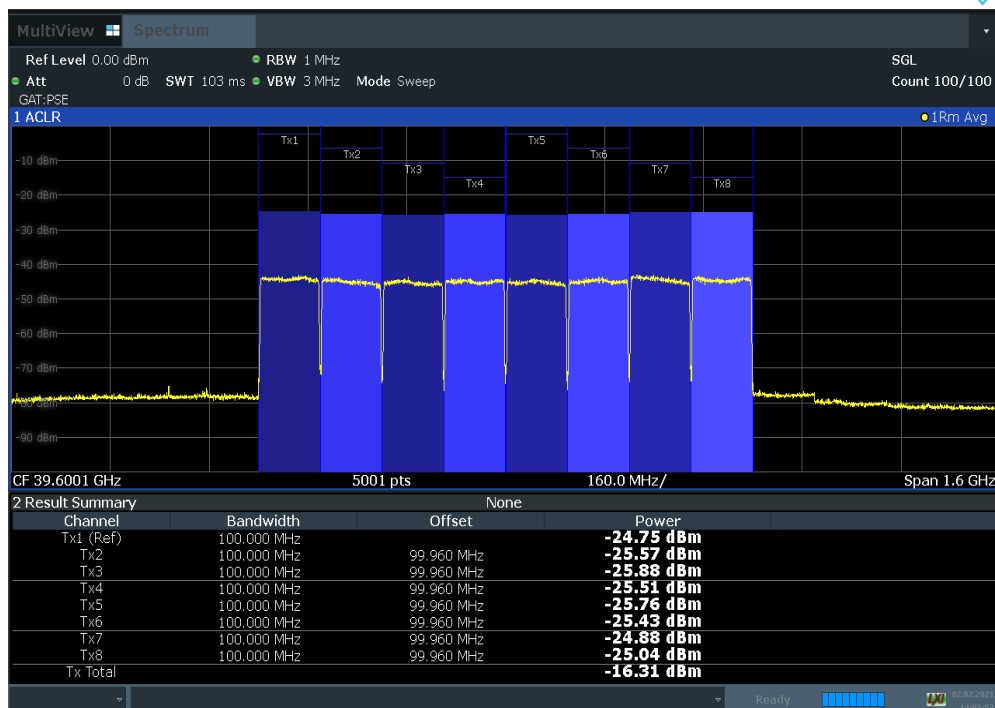 MultiView Spectrum
Ref Level 0.00 dBm RBW 1 MHz SGL
Att 0 dB SWT 103 ms VBW 3 MHz Mode Sweep Count 100/100
GAT:PSE
1 ACLR 1Rm Avg
Tx1 Tx5
Tx2 Tx6
-10 dBm
Tx3 Tx7
Tx4 Tx8
-20 dBm
-30 dBm
-40 dBm
-50 dBm
-60 dBm
-70 dBm
-80 dBm
-90 dBm
CF 39.6001 GHz 5001 pts 160.0 MHz/ Span 1.6 GHz
2 Result Summary None
Channel Bandwidth Offset Power
Tx1 (Ref) 100.000 MHz -24.75 dBm
Tx2 100.000 MHz 99.960 MHz -25.57 dBm
Tx3 100.000 MHz 99.960 MHz -25.88 dBm
Tx4 100.000 MHz 99.960 MHz -25.51 dBm
Tx5 100.000 MHz 99.960 MHz -25.76 dBm
Tx6 100.000 MHz 99.960 MHz -25.43 dBm
Tx7 100.000 MHz 99.960 MHz -24.88 dBm
Tx8 100.000 MHz 99.960 MHz -25.04 dBm
Tx Total -16.31 dBm
Ready 02.02.2021